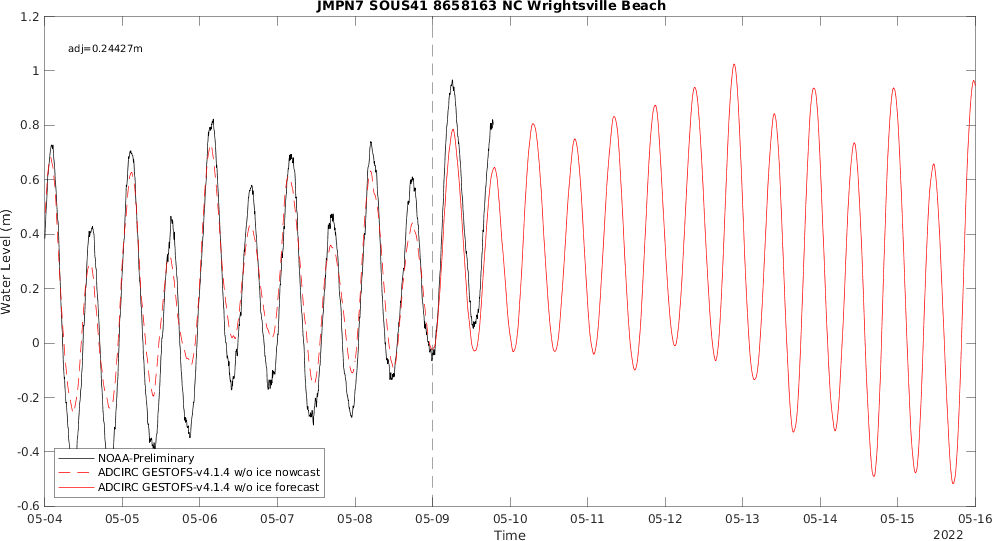 JMPN7 SOUS41 8658163 NC Wrightsville Beach
adj=0.24427m
Water Level (m)
1.2
1
0.8
0.6
0.4
0.2
0
-0.2
-0.4
-0.6
NOAA-Preliminary
ADCIRC GESTOFS-v4.1.4 w/o ice nowcast
ADCIRC GESTOFS-v4.1.4 w/o ice forecast
05-04 05-05 05-06 05-07 05-08 05-09 05-10 05-11 05-12 05-13 05-14 05-15 05-16
Time
2022